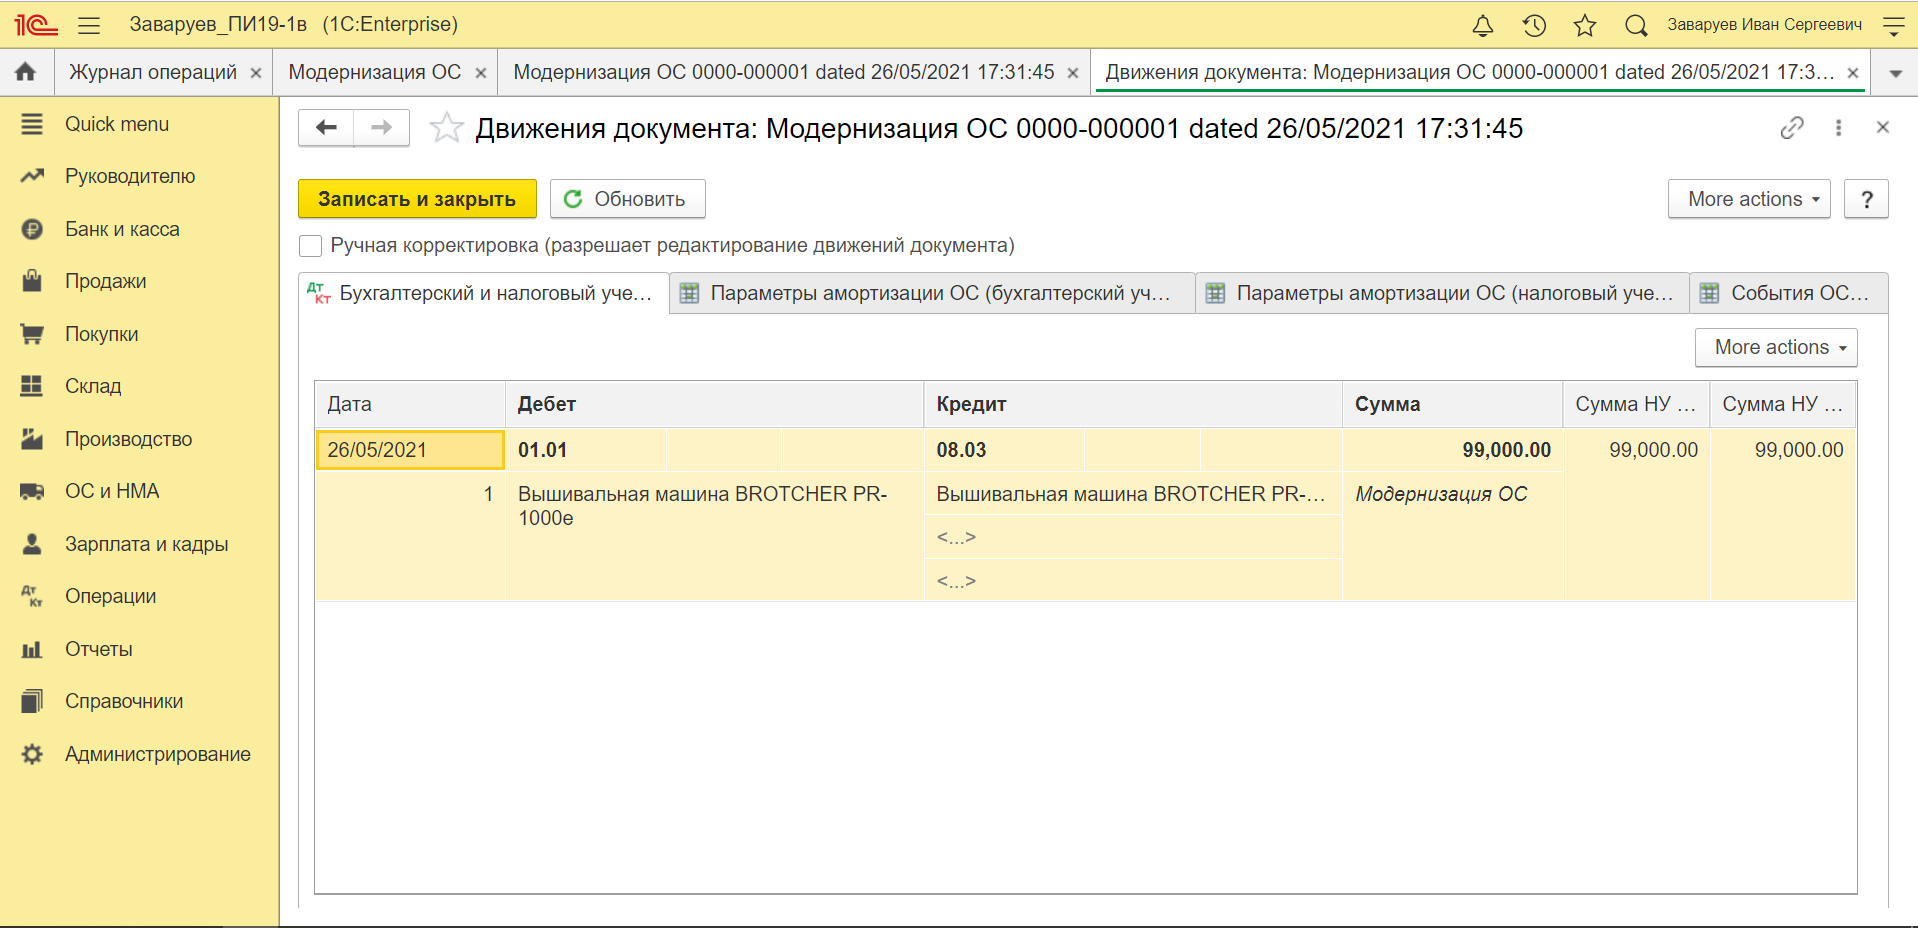 1С Заваруев_ПИ19-1в (1C:Enterprise) Заваруев Иван Сергеевич
Журнал операций × Модернизация ОС × Модернизация ОС 0000-000001 dated 26/05/2021 17:31:45 × Движения документа: Модернизация ОС 0000-000001 dated 26/05/2021 17:3... ×
Quick menu
Руководителю
Банк и касса
Продажи
Покупки
Склад
Производство
ОС и НМА
Зарплата и кадры
Дт Кт Операции
Отчеты
Справочники
Администрирование
Движения документа: Модернизация ОС 0000-000001 dated 26/05/2021 17:31:45
Записать и закрыть Обновить More actions ?
Ручная корректировка (разрешает редактирование движений документа)
Дт Кт Бухгалтерский и налоговый уче... Параметры амортизации ОС (бухгалтерский уч... Параметры амортизации ОС (налоговый уче... События ОС...
More actions
Дата Дебет Кредит Сумма Сумма НУ ... Сумма НУ ...
26/05/2021 01.01 08.03 99,000.00 99,000.00 99,000.00
1 Вышивальная машина BROTCHER PR- Вышивальная машина BROTCHER PR-... Модернизация ОС
1000e
<...>
<...>